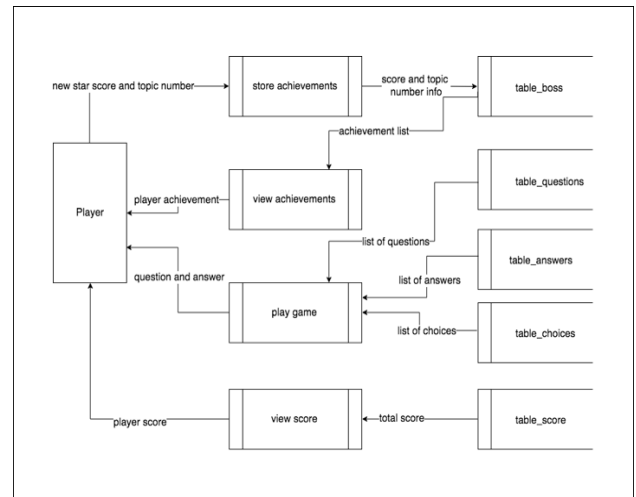 new star score and topic number
store achievements
score and topic
number info
table_boss
achievement list
table_questions
Player
player achievement
view achievements
list of questions
table_answers
question and answer
list of answers
play game
list of choices
table_choices
player score
view score
total score
table_score